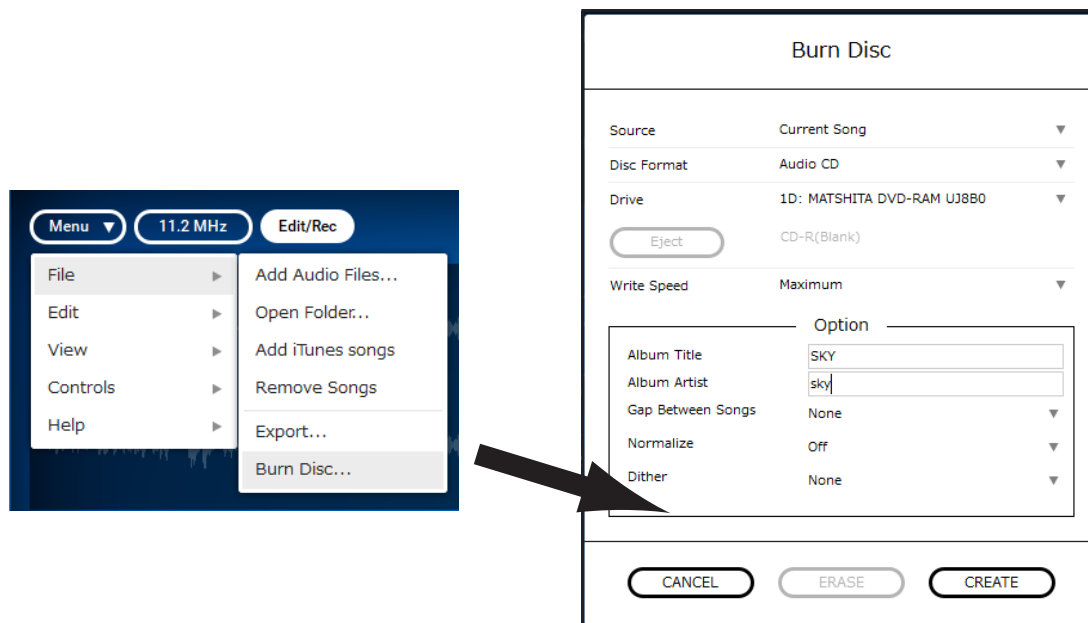 Menu ▼ 11.2 MHz Edit/Rec
File
Edit
View
Controls
Help
Add Audio Files...
Open Folder...
Add iTunes songs
Remove Songs
Export...
Burn Disc...
Burn Disc
Source Current Song
Disc Format Audio CD
Drive 1D: MATSHITA DVD-RAM UJ8B0
Eject CD-R(Blank)
Write Speed Maximum
Option
Album Title SKY
Album Artist sky
Gap Between Songs None
Normalize Off
Dither None
CANCEL ERASE CREATE